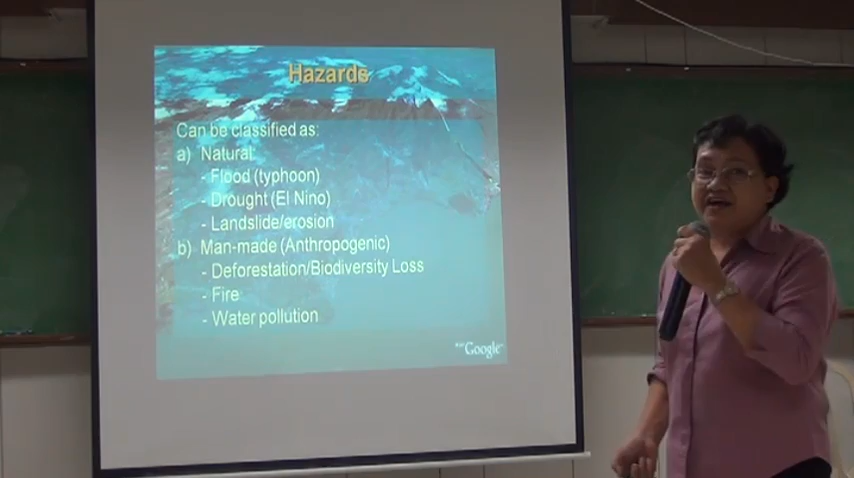 Hazards
Can be classified as:
a) Natural:
- Flood (typhoon)
- Drought (El Nino)
- Landslide/erosion
b) Man-made (Anthropogenic)
- Deforestation/Biodiversity Loss
- Fire
- Water pollution
Google